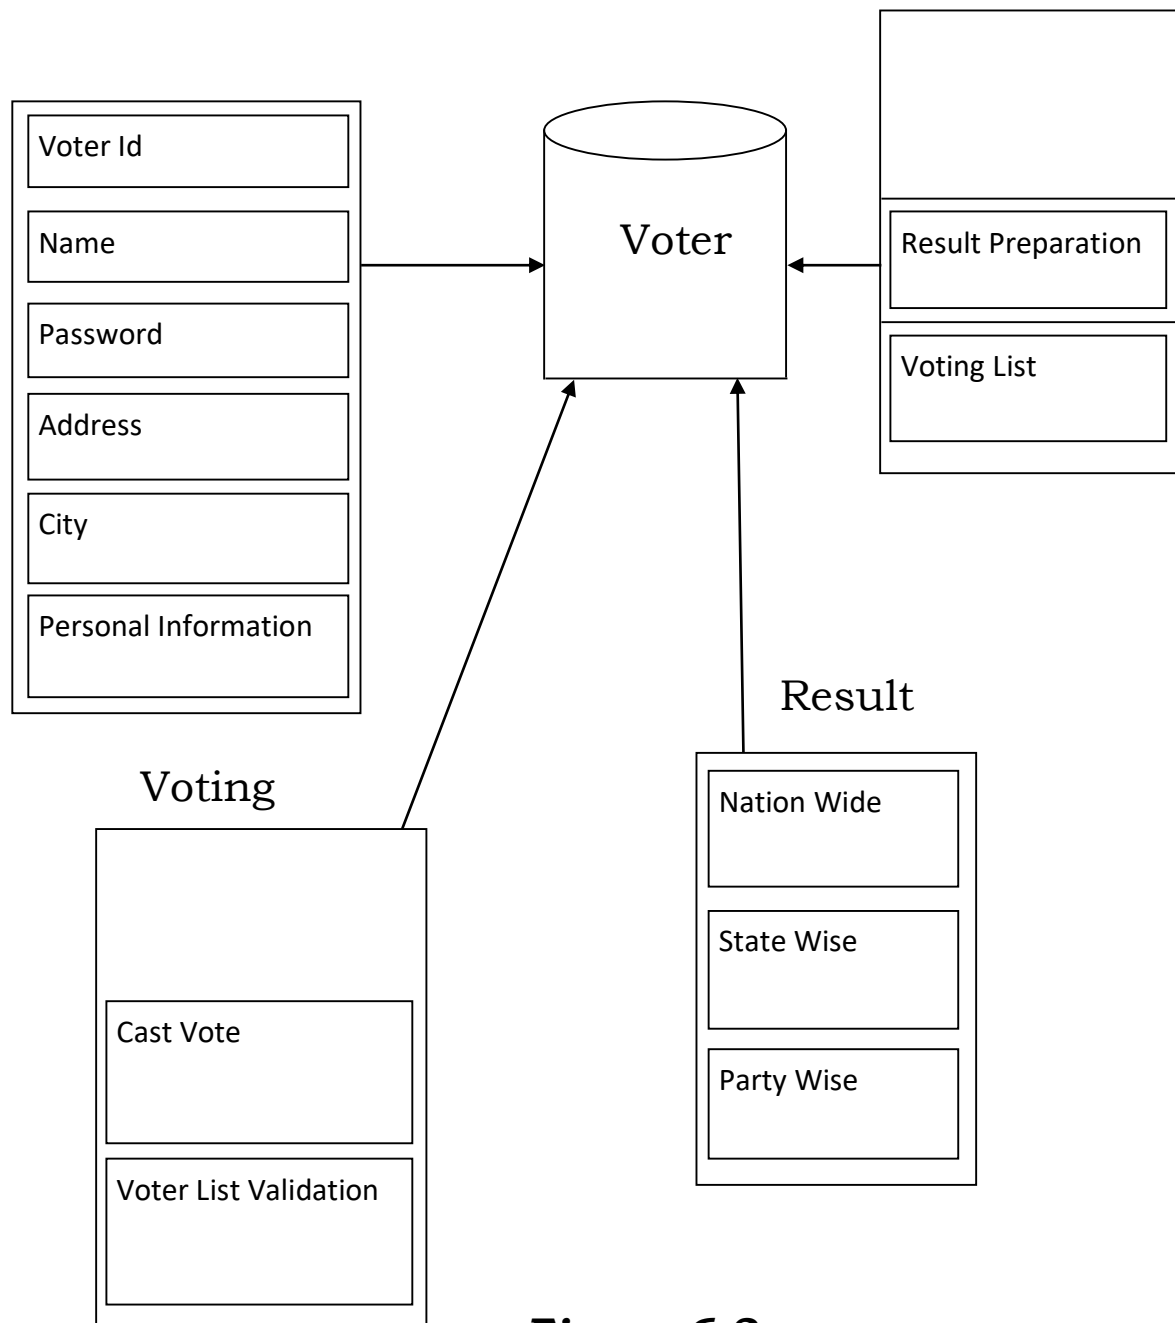 Voter Id
Name
Password
Address
City
Personal Information
Voter
Result Preparation
Voting List
Voting
Cast Vote
Voter List Validation
Result
Nation Wide
State Wise
Party Wise